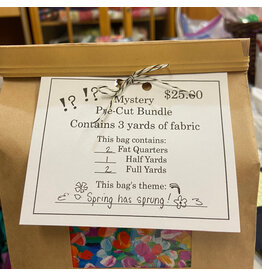 !? !?
$25.80
Mystery
Pre-Cut Bundle
Contains 3 yards of fabric
This bag contains:
2 Fat Quarters
1 Half Yards
2 Full Yards
This bag's theme:
Spring has sprung!